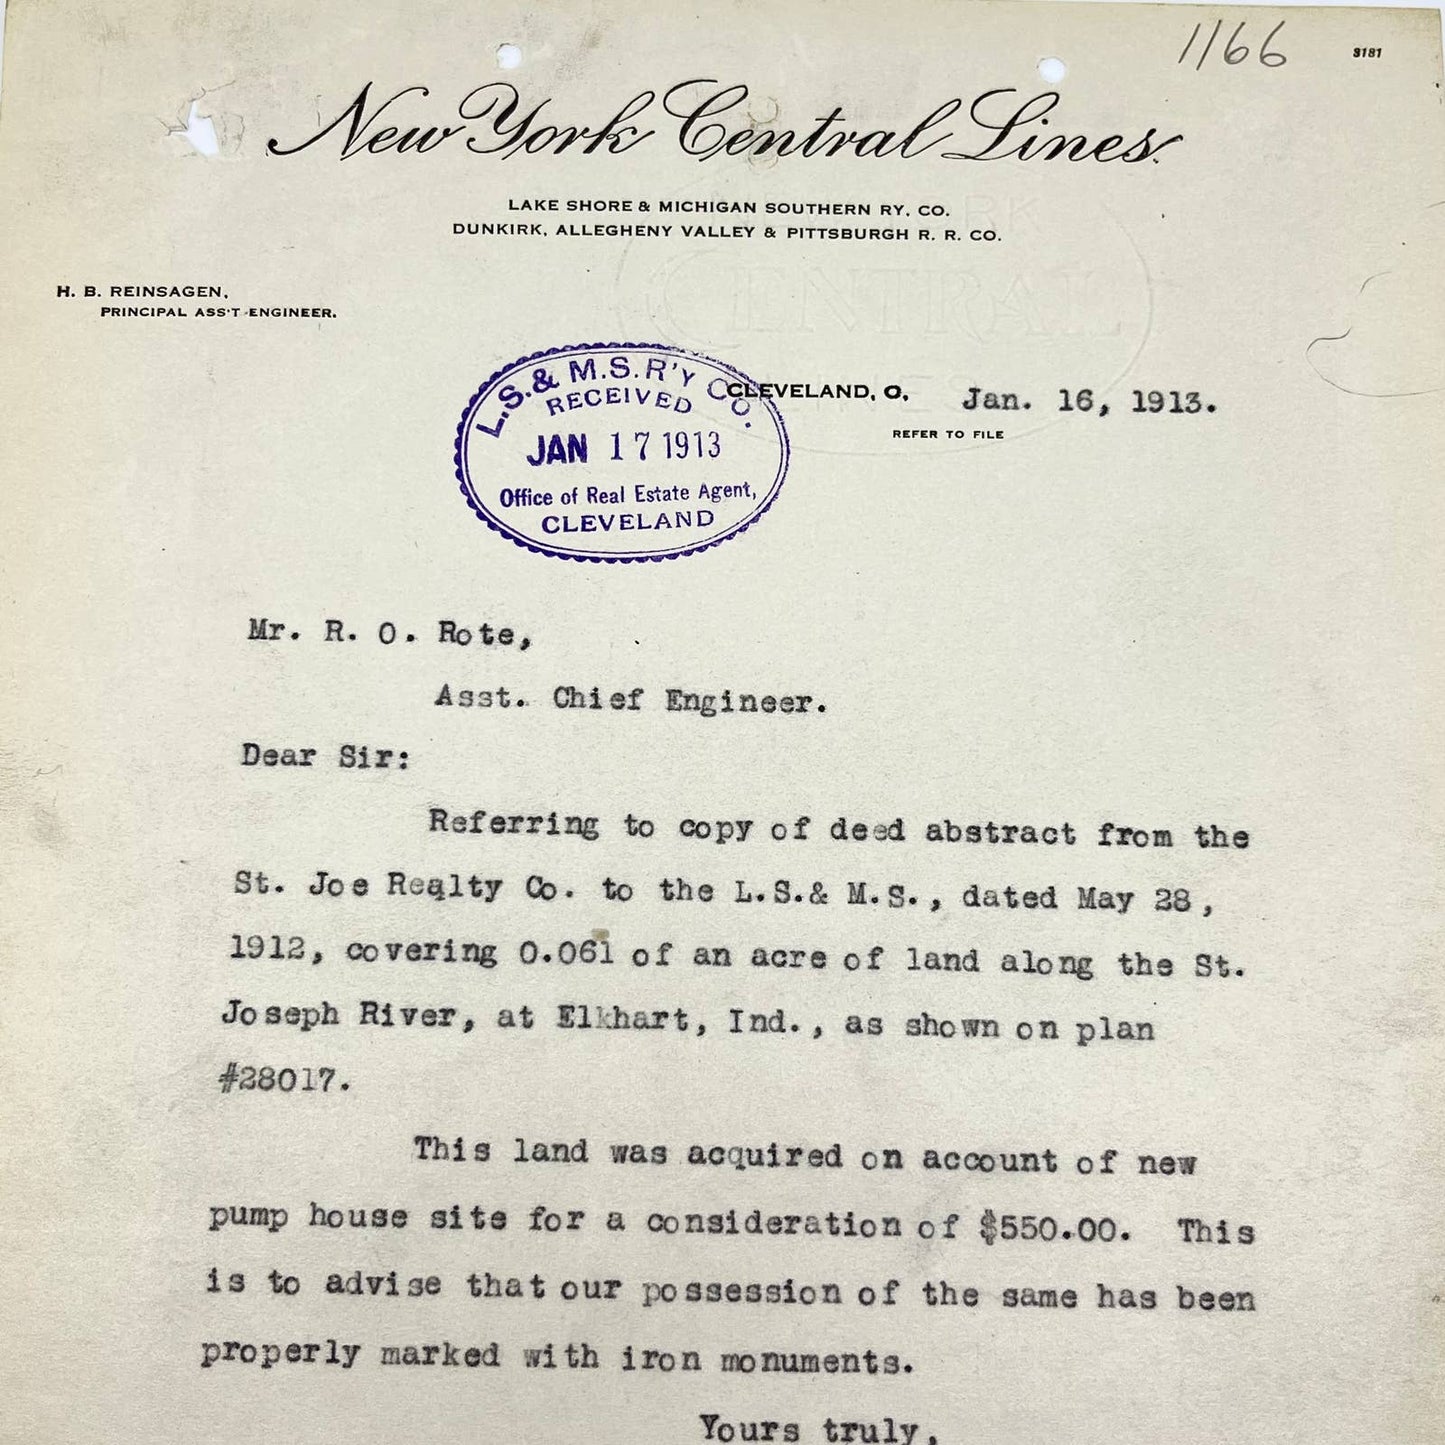 1166
3181
New York Central Lines.
LAKE SHORE & MICHIGAN SOUTHERN RY. CO.
DUNKIRK, ALLEGHENY VALLEY & PITTSBURGH R. R. CO.
H. B. REINSAGEN,
PRINCIPAL ASS'T ENGINEER.
L.S.& M.S.R'Y CO.
RECEIVED
JAN 17 1913
Office of Real Estate Agent,
CLEVELAND
CLEVELAND, O. Jan. 16, 1913.
REFER TO FILE
Mr. R. O. Rote,
Asst. Chief Engineer.
Dear Sir:
Referring to copy of deed abstract from the
St. Joe Realty Co. to the L.S.& M.S., dated May 28,
1912, covering 0.061 of an acre of land along the St.
Joseph River, at Elkhart, Ind., as shown on plan
#28017.
This land was acquired on account of new
pump house site for a consideration of $550.00. This
is to advise that our possession of the same has been
properly marked with iron monuments.
Yours truly,